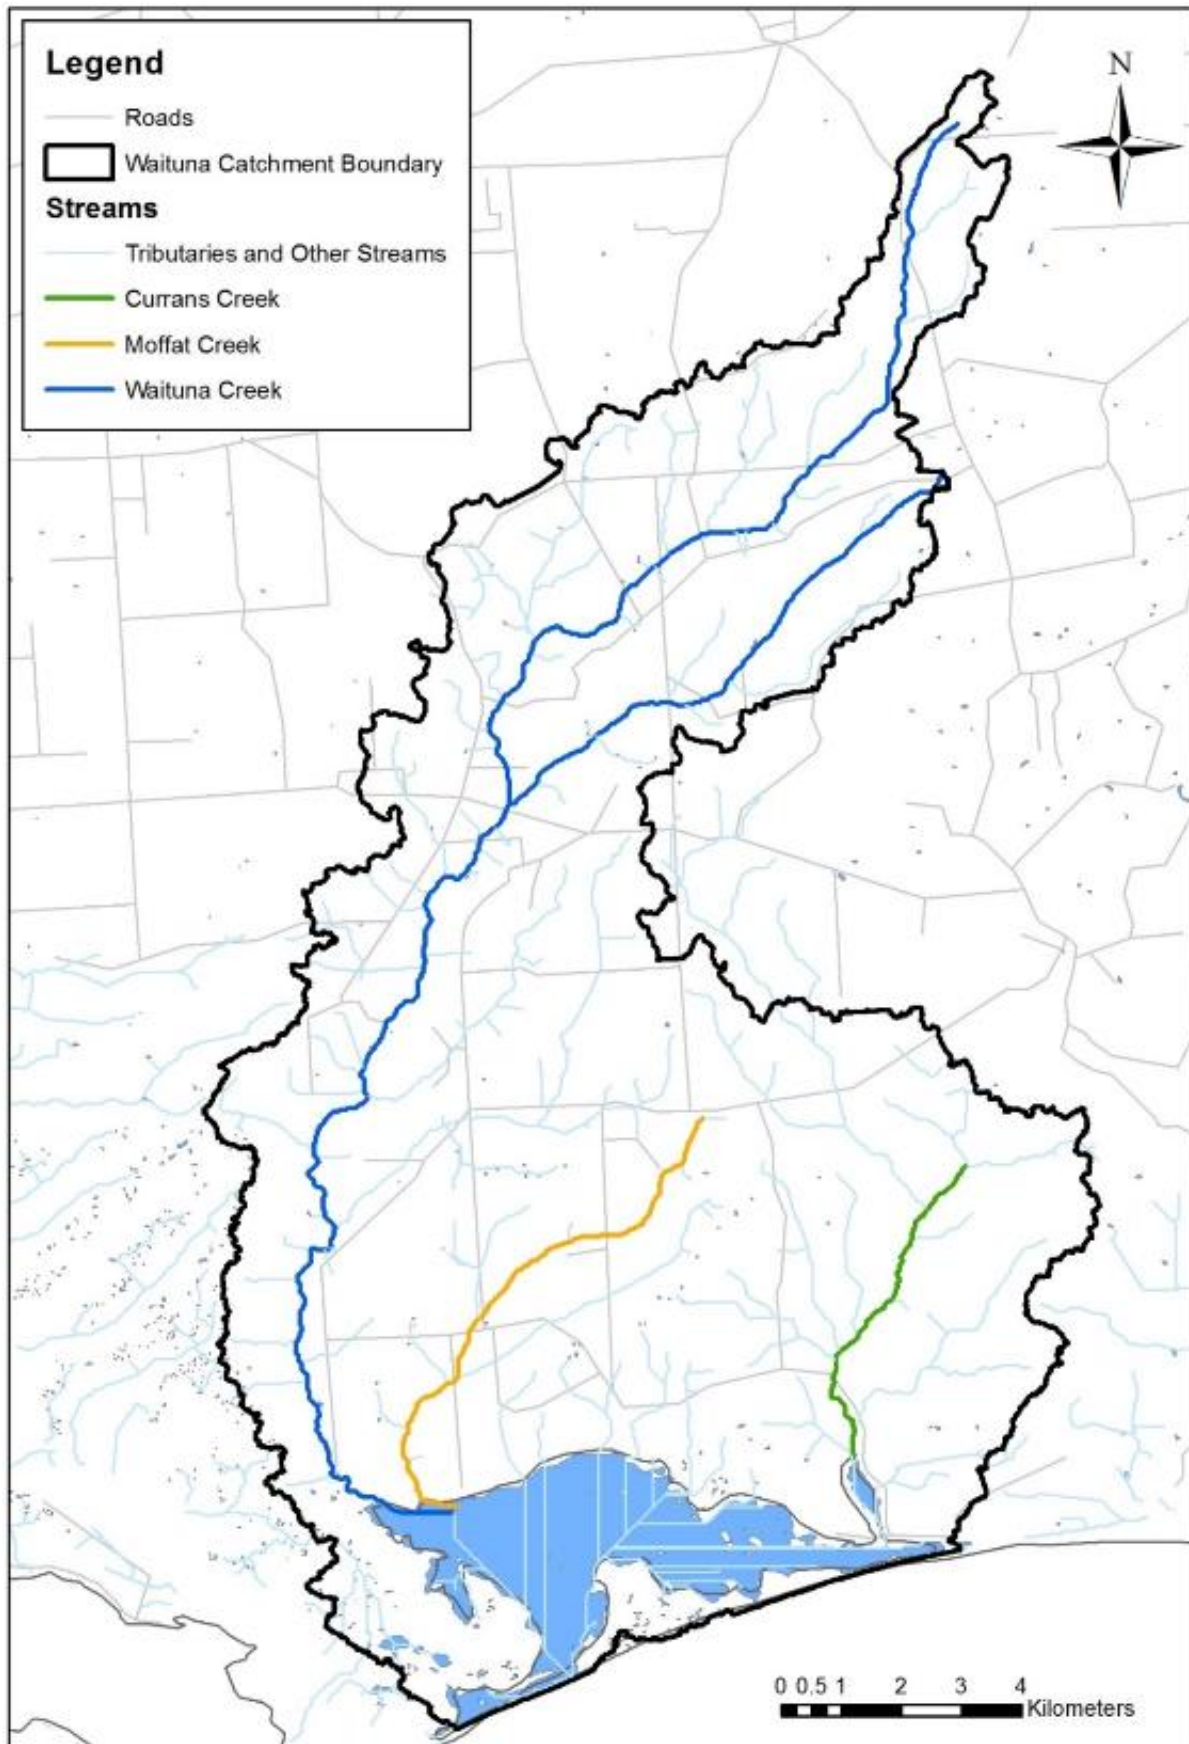 Legend
Roads
Waituna Catchment Boundary
Streams
Tributaries and Other Streams
Currans Creek
Moffat Creek
Waituna Creek
N
0 0.5 1 2 3 4
Kilometers